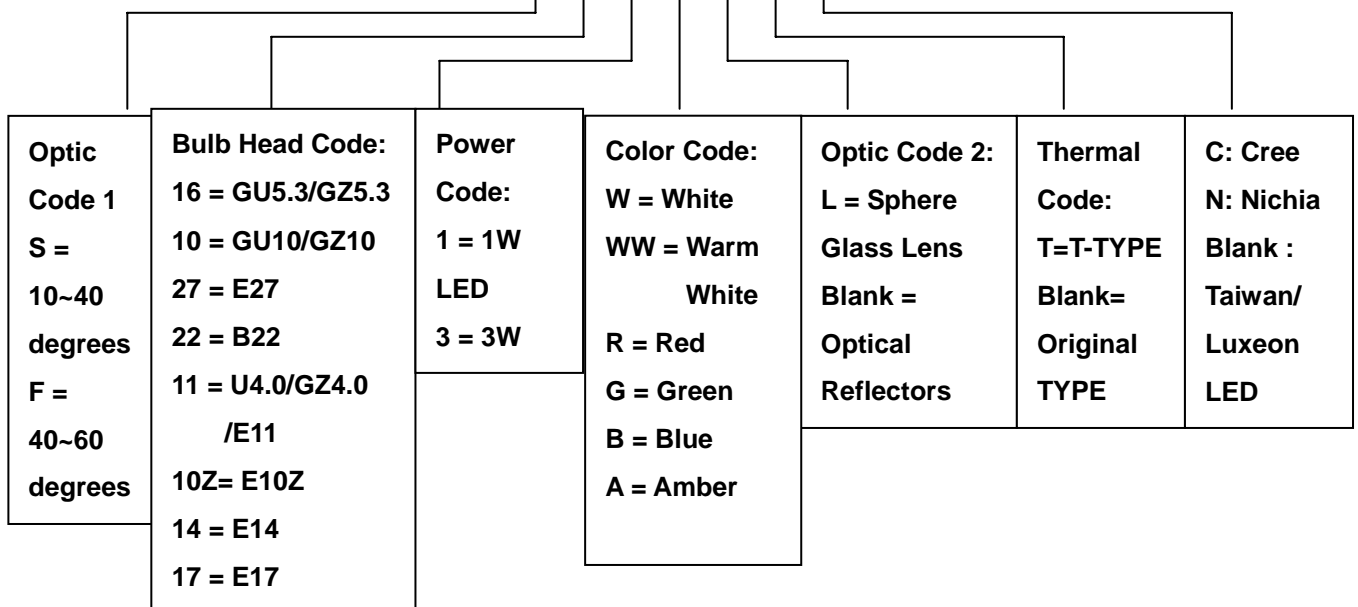 Optic
Code 1
S =
10~40
degrees
F =
40~60
degrees
Bulb Head Code:
16 = GU5.3/GZ5.3
10 = GU10/GZ10
27 = E27
22 = B22
11 = U4.0/GZ4.0
/E11
10Z= E10Z
14 = E14
17 = E17
Power
Code:
1 = 1W
LED
3 = 3W
Color Code:
W = White
WW = Warm
White
R = Red
G = Green
B = Blue
A = Amber
Optic Code 2:
L = Sphere
Glass Lens
Blank =
Optical
Reflectors
Thermal
Code:
T=T-TYPE
Blank=
Original
TYPE
C: Cree
N: Nichia
Blank :
Taiwan/
Luxeon
LED